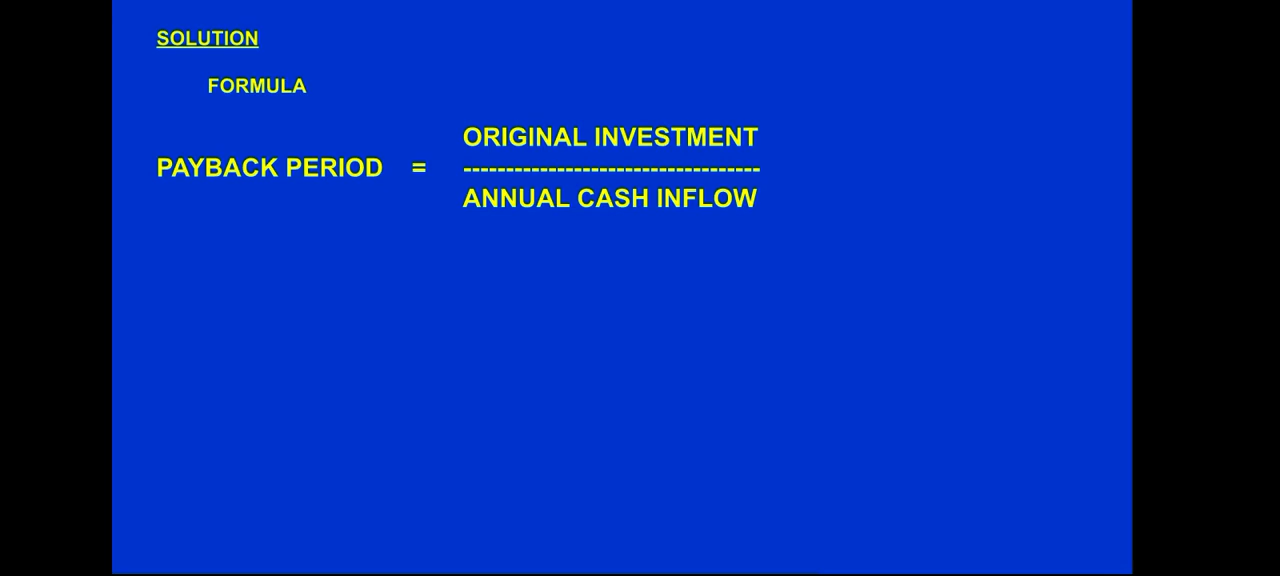 SOLUTION
FORMULA
ORIGINAL INVESTMENT
PAYBACK PERIOD = -----------------------------------
ANNUAL CASH INFLOW